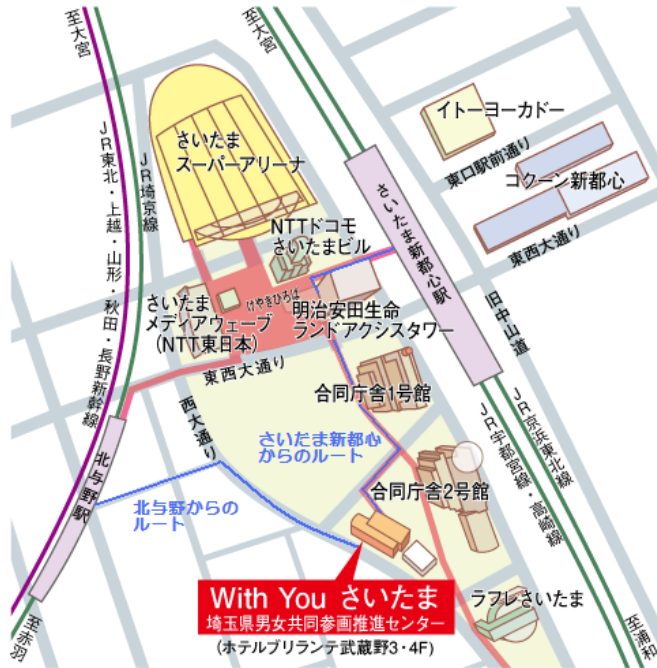 至大宮
至大宮
JR東北・上越・山形・秋田・長野新幹線
JR埼京線
さいたま
スーパーアリーナ
イトーヨーカドー
東口駅前通り
コクーン新都心
東西大通り
さいたま新都心駅
NTTドコモ
さいたまビル
けやきひろば
さいたま
メディアウェーブ
(NTT東日本)
明治安田生命
ランドアクシスタワー
旧中山道
東西大通り
西大通り
合同庁舎1号館
さいたま新都心
からのルート
JR京浜東北線
JR宇都宮線・高崎線
北与野駅
北与野からの
ルート
合同庁舎2号館
With You さいたま
埼玉県男女共同参画推進センター
(ホテルブリランテ武蔵野3・4F)
ラフレさいたま
至赤羽
至浦和